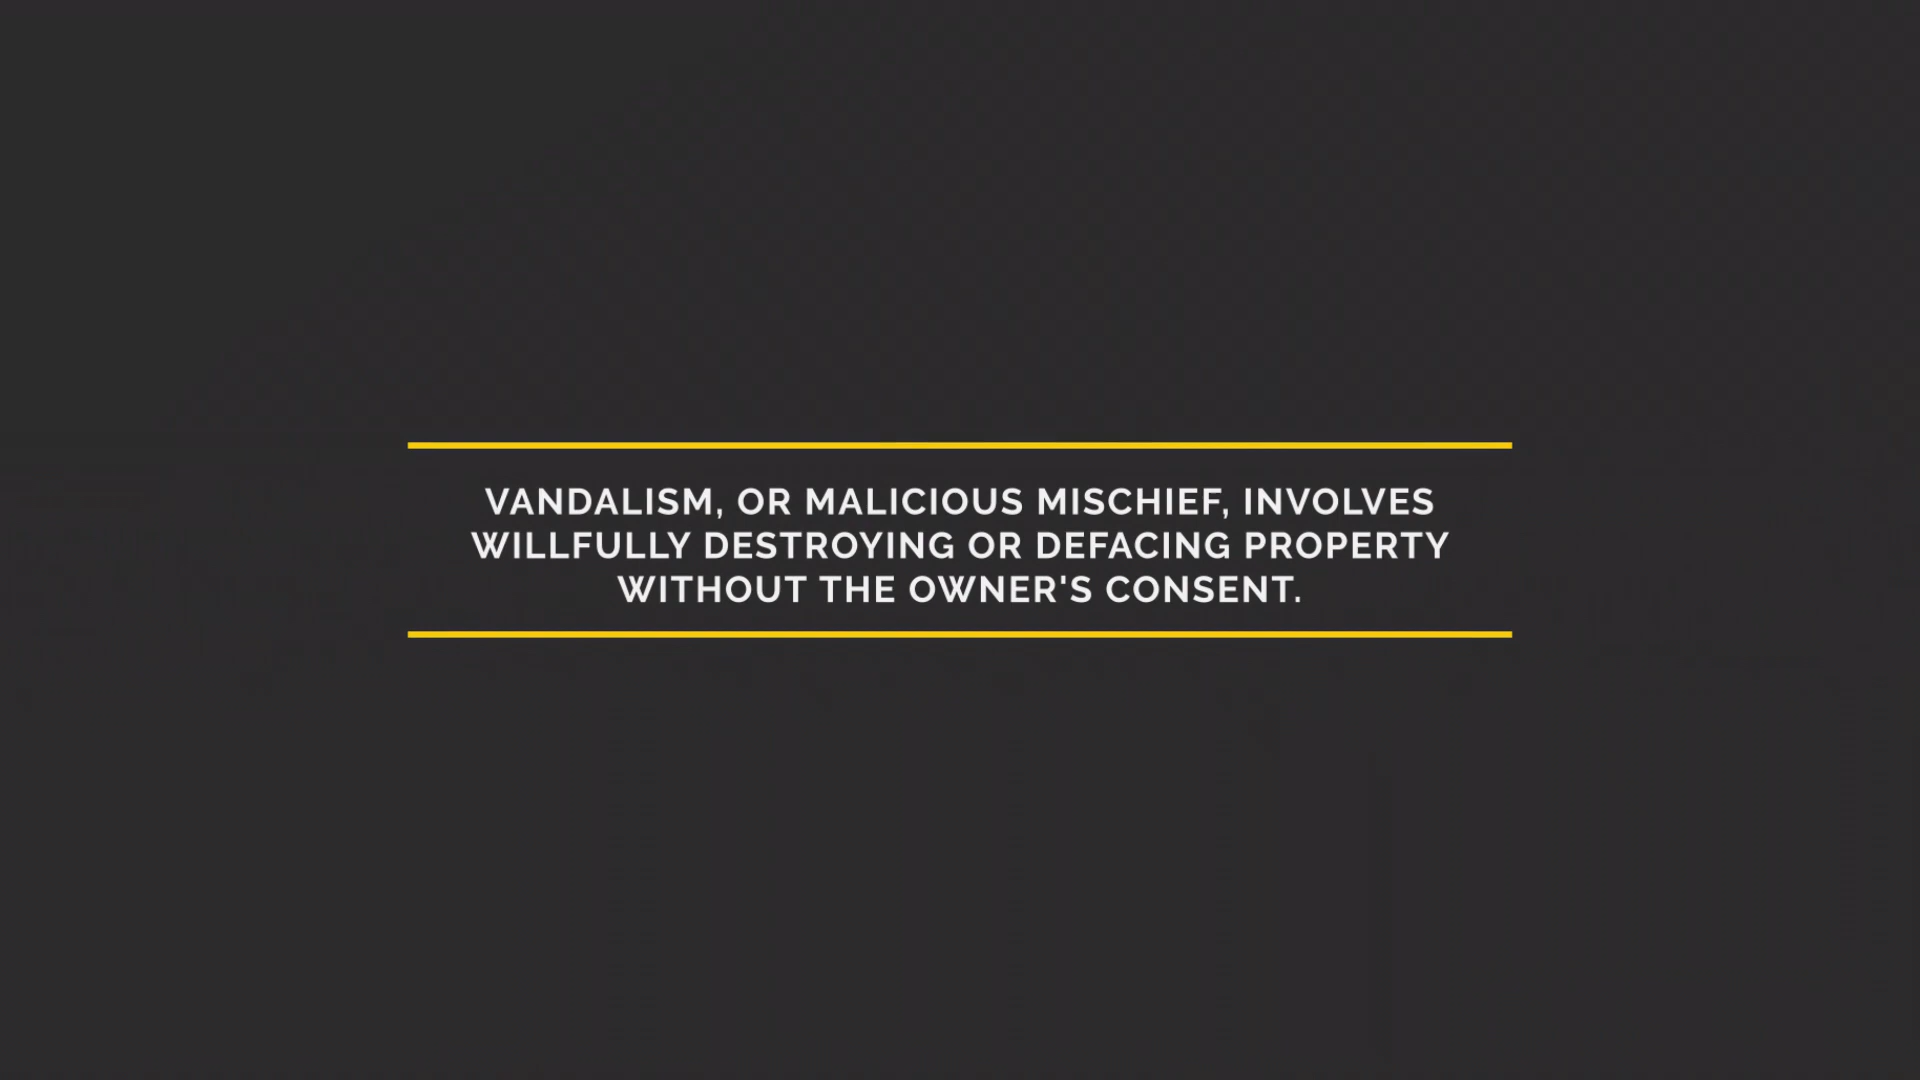 VANDALISM, OR MALICIOUS MISCHIEF, INVOLVES
WILLFULLY DESTROYING OR DEFACING PROPERTY
WITHOUT THE OWNER'S CONSENT.